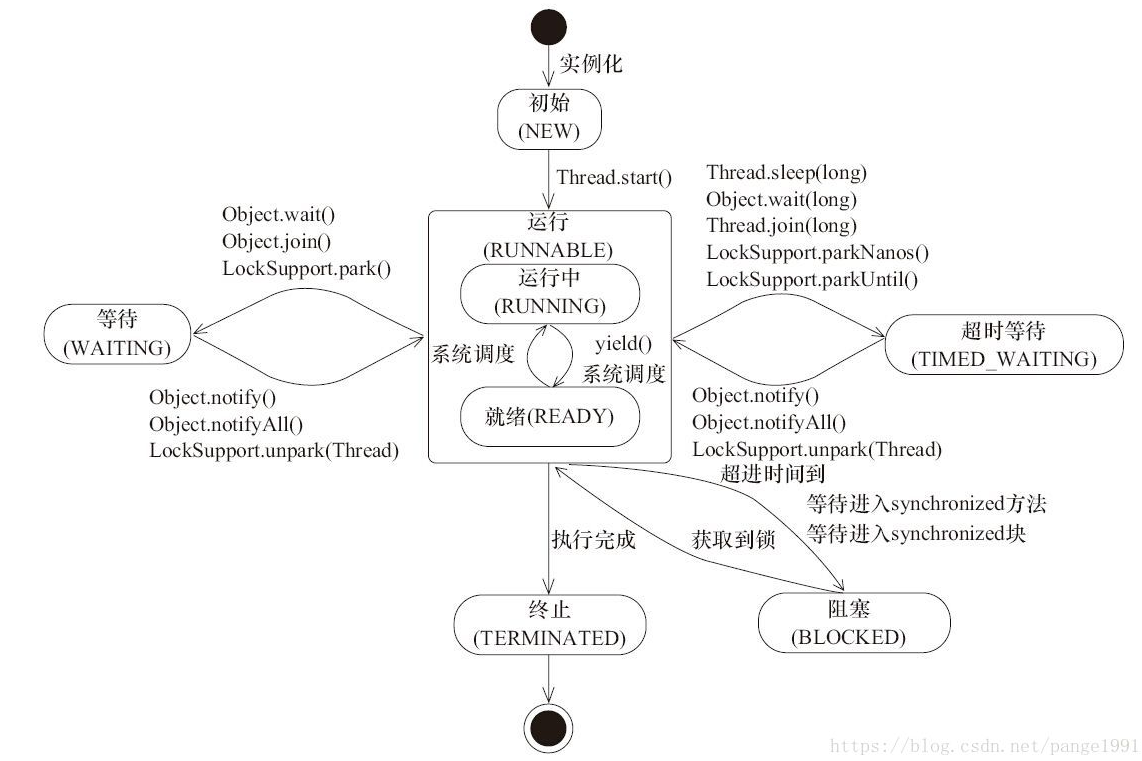 实例化
初始
(NEW)
Thread.start()
Object.wait()
Object.join()
LockSupport.park()
运行
(RUNNABLE)
运行中
(RUNNING)
系统调度
yield()
系统调度
就绪(READY)
Thread.sleep(long)
Object.wait(long)
Thread.join(long)
LockSupport.parkNanos()
LockSupport.parkUntil()
等待
(WAITING)
超时等待
(TIMED_WAITING)
Object.notify()
Object.notifyAll()
LockSupport.unpark(Thread)
Object.notify()
Object.notifyAll()
LockSupport.unpark(Thread)
超进时间到
等待进入synchronized方法
等待进入synchronized块
执行完成
获取到锁
终止
(TERMINATED)
阻塞
(BLOCKED)
https://blog.csdn.net/pange1991